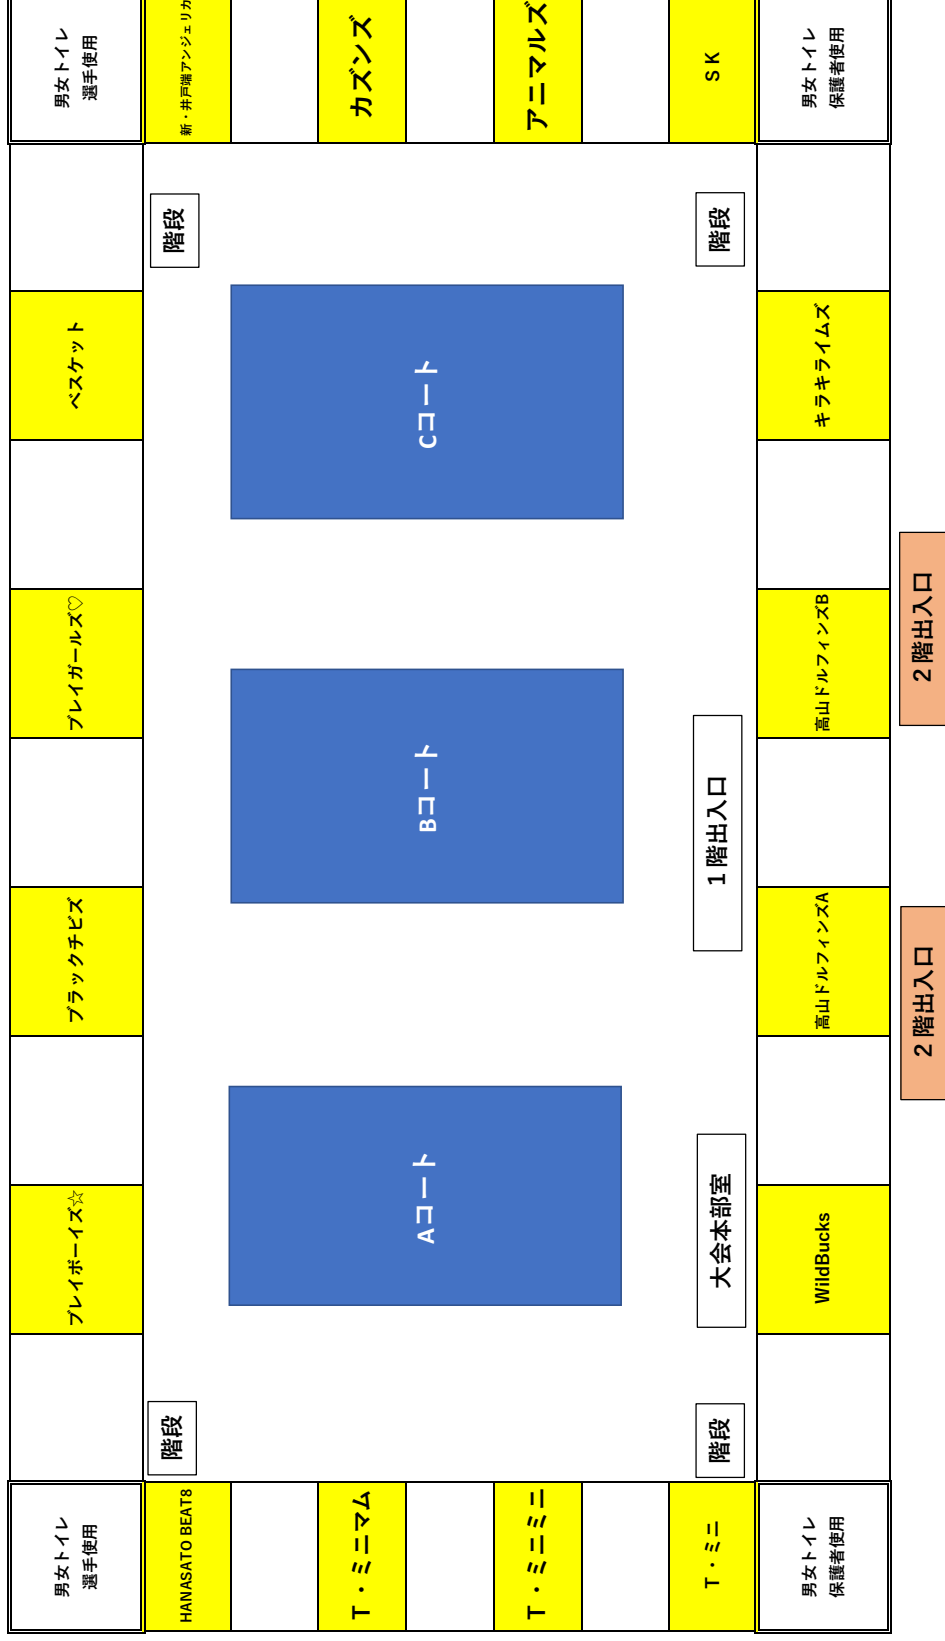 男女トイレ
選手使用
プレイボーイズ☆
ブラックチビズ
プレイガールズ♡
ベスケット
男女トイレ
選手使用
HANASATO BEAT8
階段
階段
新・井戸端アンジェリカ
T・ミニマム
カズンズ
Aコート
Bコート
Cコート
T・ミニミニ
アニマルズ
T・ミニ
階段
大会本部室
1階出入口
階段
SK
男女トイレ
保護者使用
WildBucks
高山ドルフィンズA
高山ドルフィンズB
キラキライムズ
男女トイレ
保護者使用
2階出入口
2階出入口